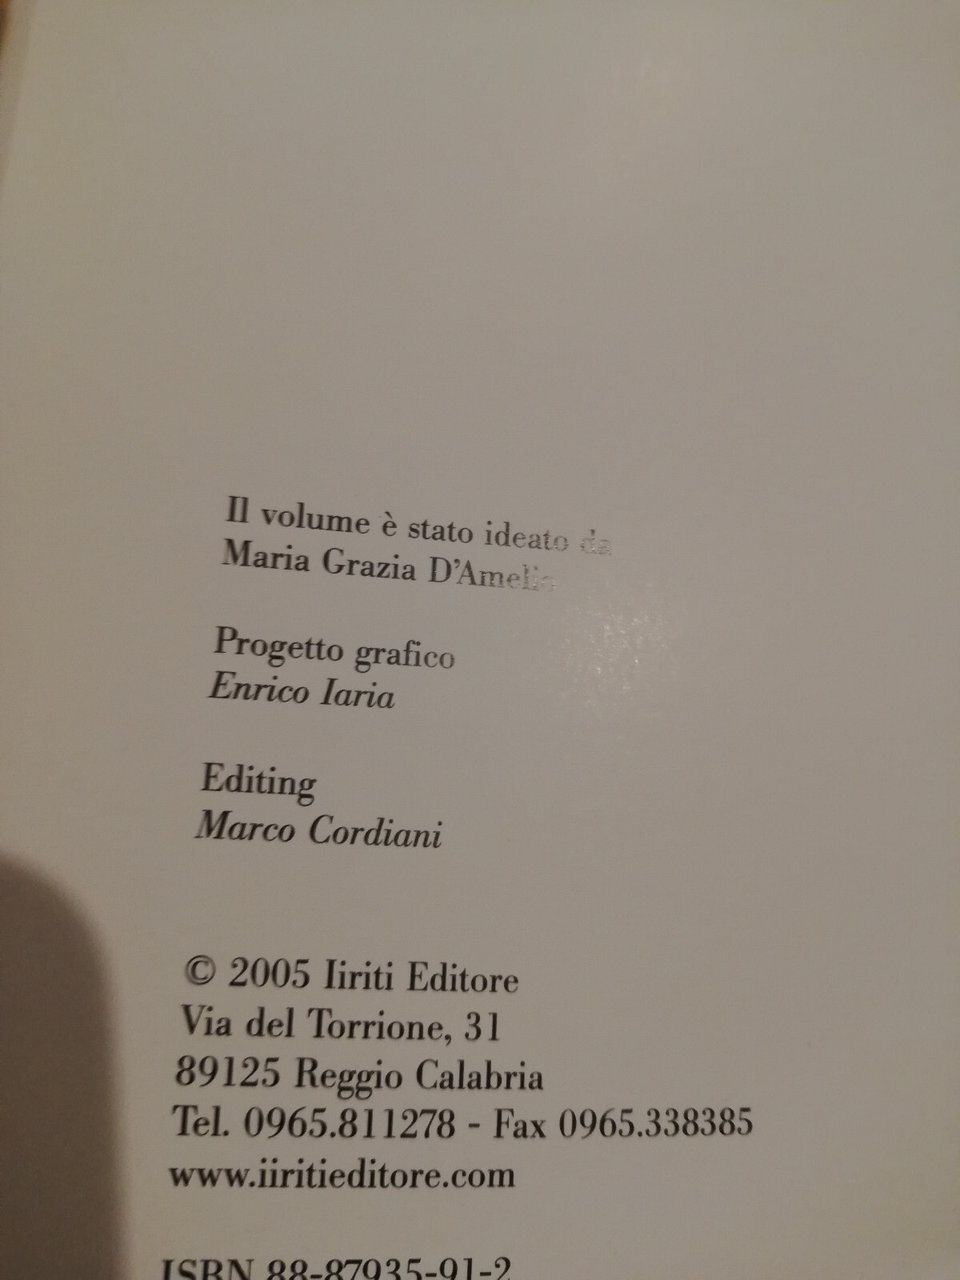 Il volume è stato ideato da
Maria Grazia D'Amelio
Progetto grafico
Enrico Iaria
Editing
Marco Cordiani
© 2005 Iiriti Editore
Via del Torrione, 31
89125 Reggio Calabria
Tel. 0965.811278 - Fax 0965.338385
www.iiritieditore.com
ISBN 88-87935-91-2